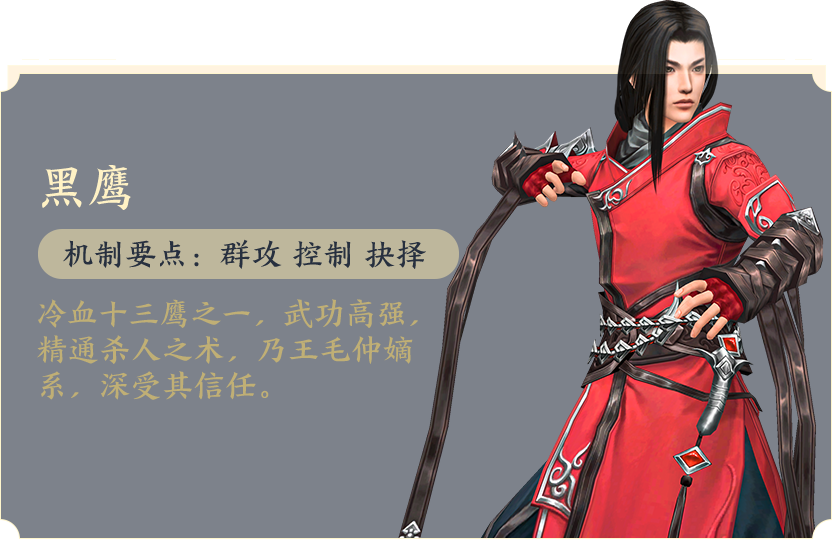 黑鹰
机制要点：群攻 控制 抉择
冷血十三鹰之一，武功高强，
精通杀人之术，乃王毛仲嫡
系，深受其信任。